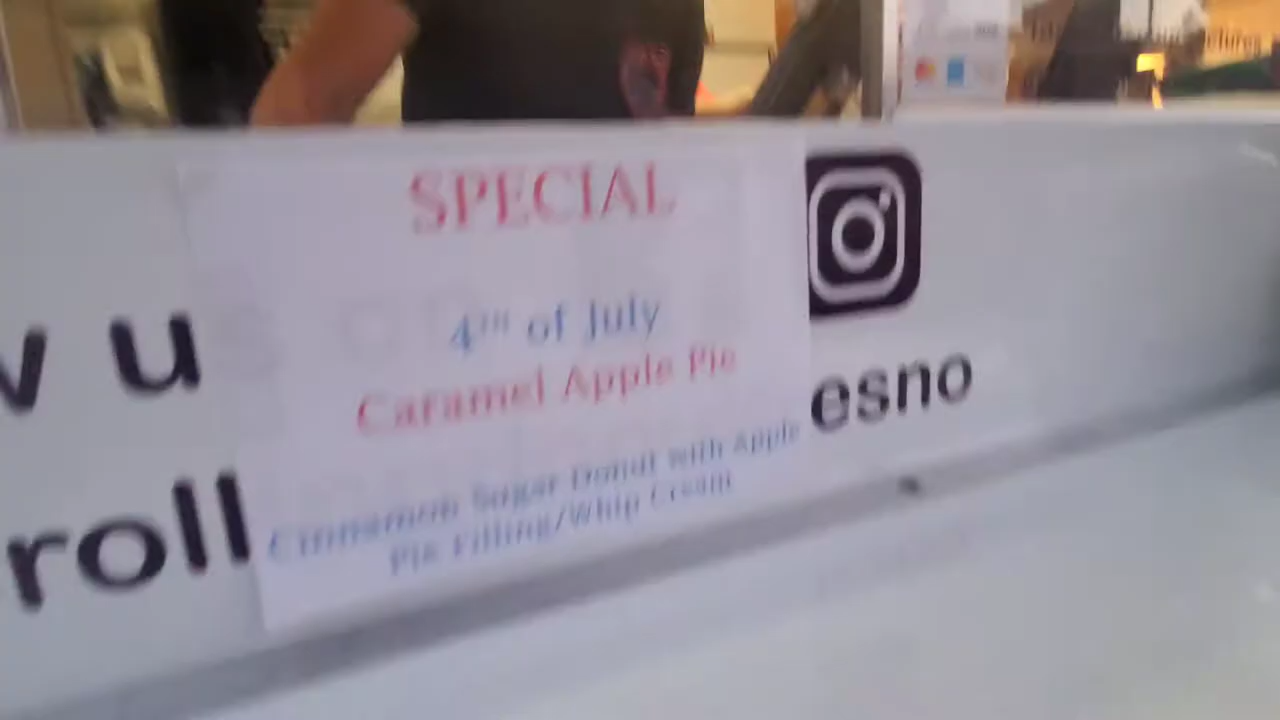 SPECIAL
4TH of July
Caramel Apple Pie
Cinnamon Sugar Donut with Apple
Pie Filling/Whip Cream
w u
esno
roll